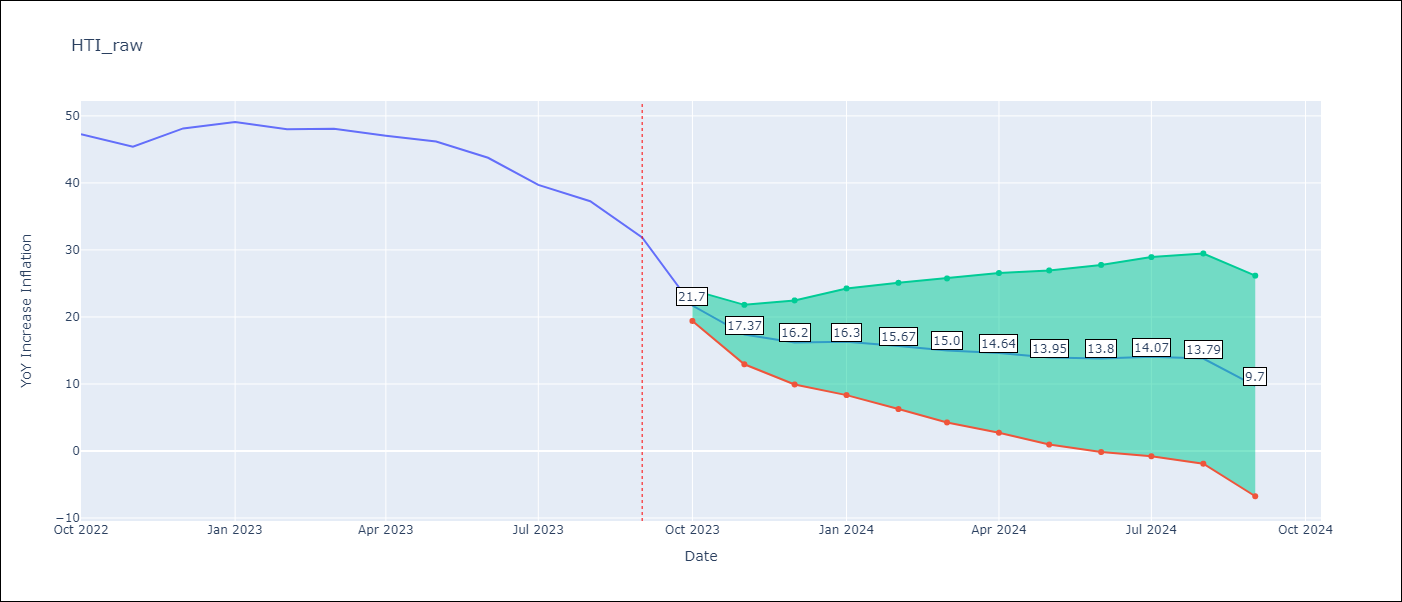 HTI_raw
YoY Increase Inflation
50
40
30
20
10
0
−10
21.7
17.37
16.2
16.3
15.67
15.0
14.64
13.95
13.8
14.07
13.79
9.7
Oct 2022
Jan 2023
Apr 2023
Jul 2023
Oct 2023
Jan 2024
Apr 2024
Jul 2024
Oct 2024
Date